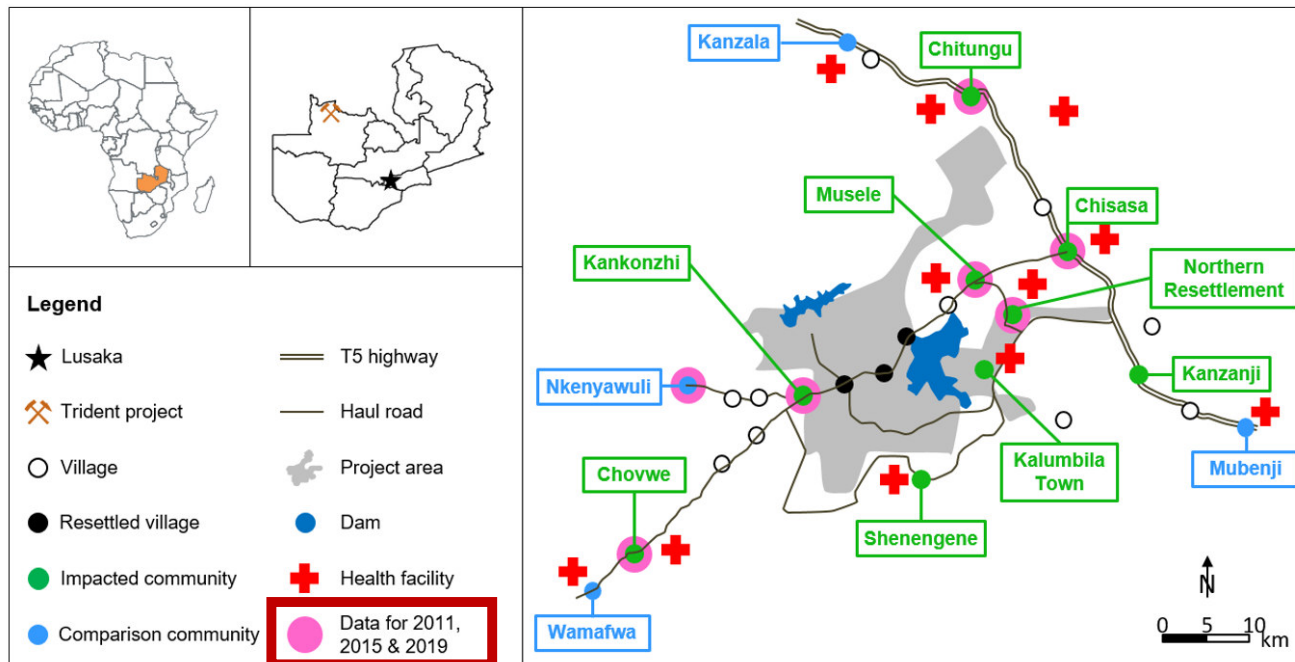 Legend
Lusaka
Trident project
Village
Resettled village
Impacted community
Comparison community
T5 highway
Haul road
Project area
Dam
Health facility
Data for 2011,
2015 & 2019
Kanzala
Chitungu
Musele
Chisasa
Kankonzhi
Northern
Resettlement
Nkenyawuli
Kanzanji
Chovwe
Kalumbila
Town
Mubenji
Shenengene
Wamafwa
N
0 5 10
km